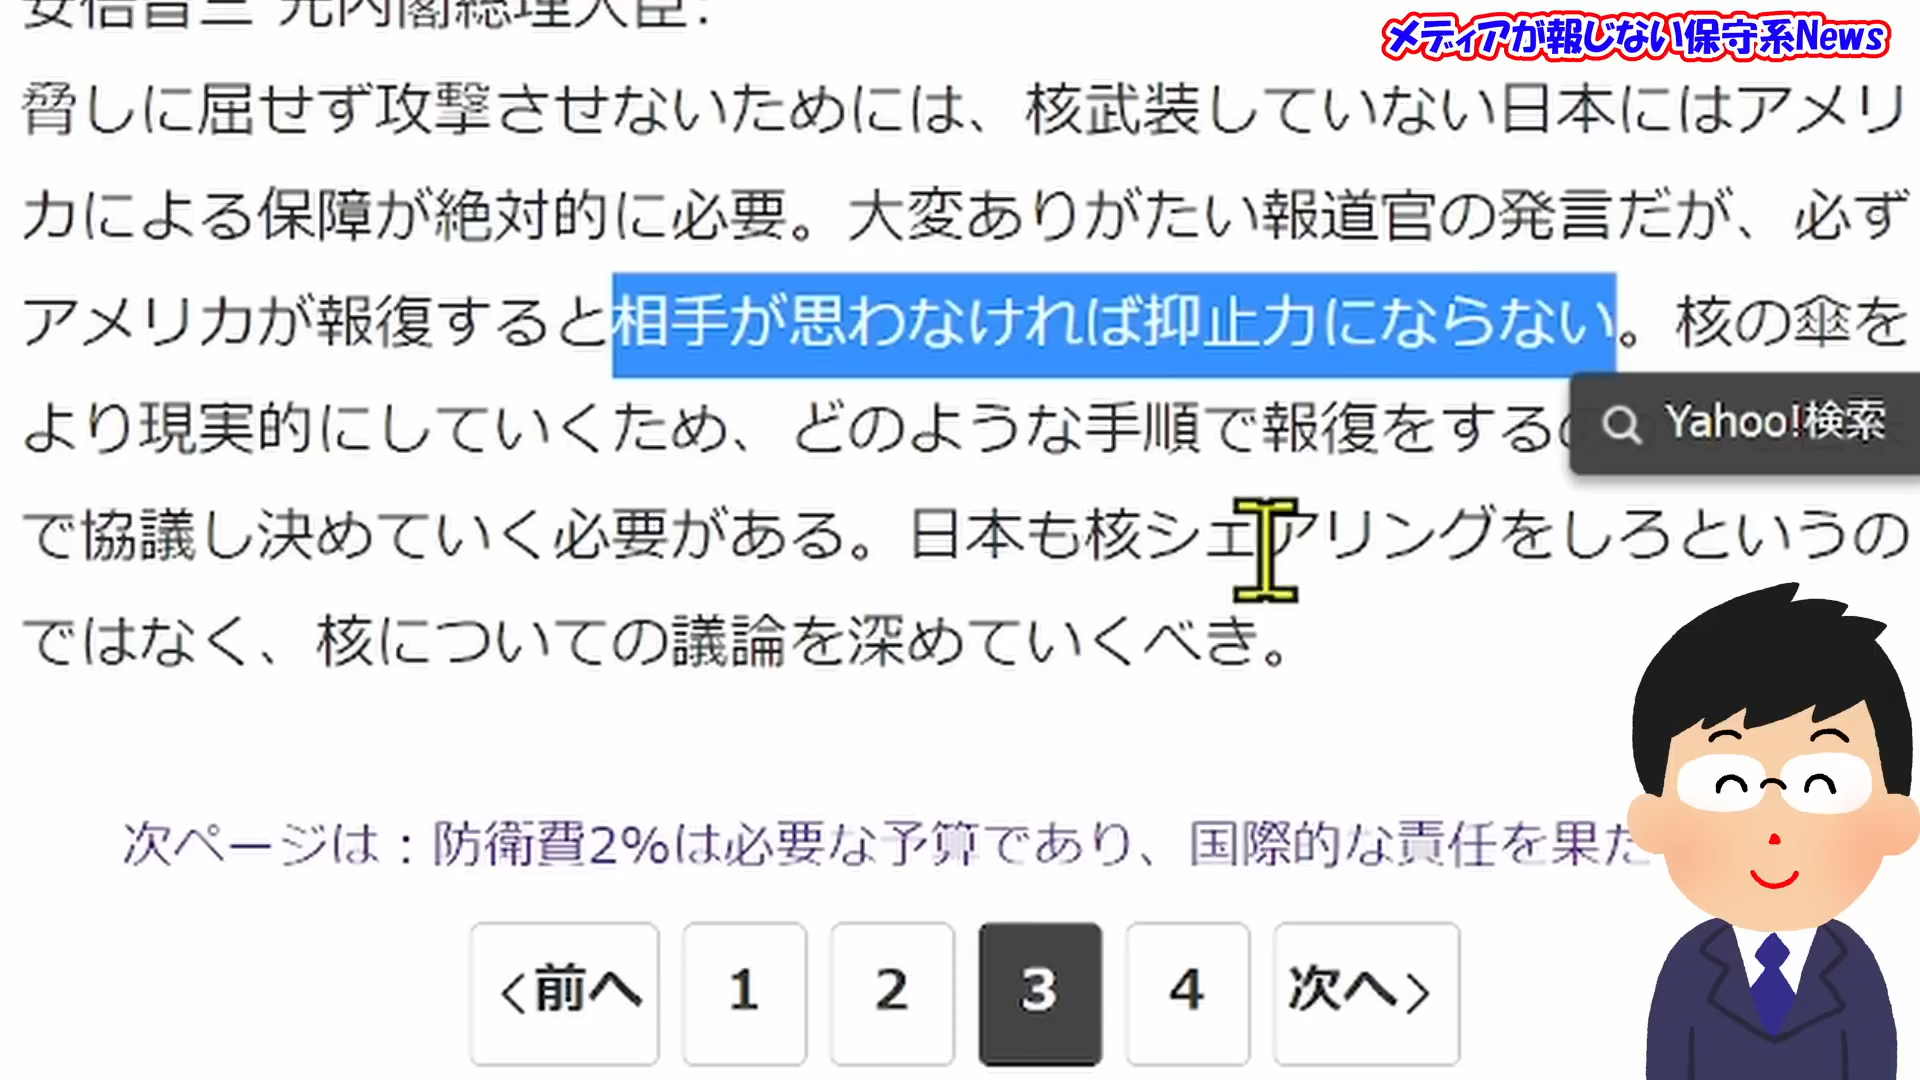 安倍晋三 元内閣総理大臣：
メディアが報じない保守系News
脅しに屈せず攻撃させないためには、核武装していない日本にはアメリ
カによる保障が絶対的に必要。大変ありがたい報道官の発言だが、必ず
アメリカが報復すると相手が思わなければ抑止力にならない。核の傘を
より現実的にしていくため、どのような手順で報復をする
Yahoo!検索
で協議し決めていく必要がある。日本も核シェアリングをしろというの
ではなく、核についての議論を深めていくべき。
次ページは：防衛費2%は必要な予算であり、国際的な責任を果た
<前へ 1 2 3 4 次へ>